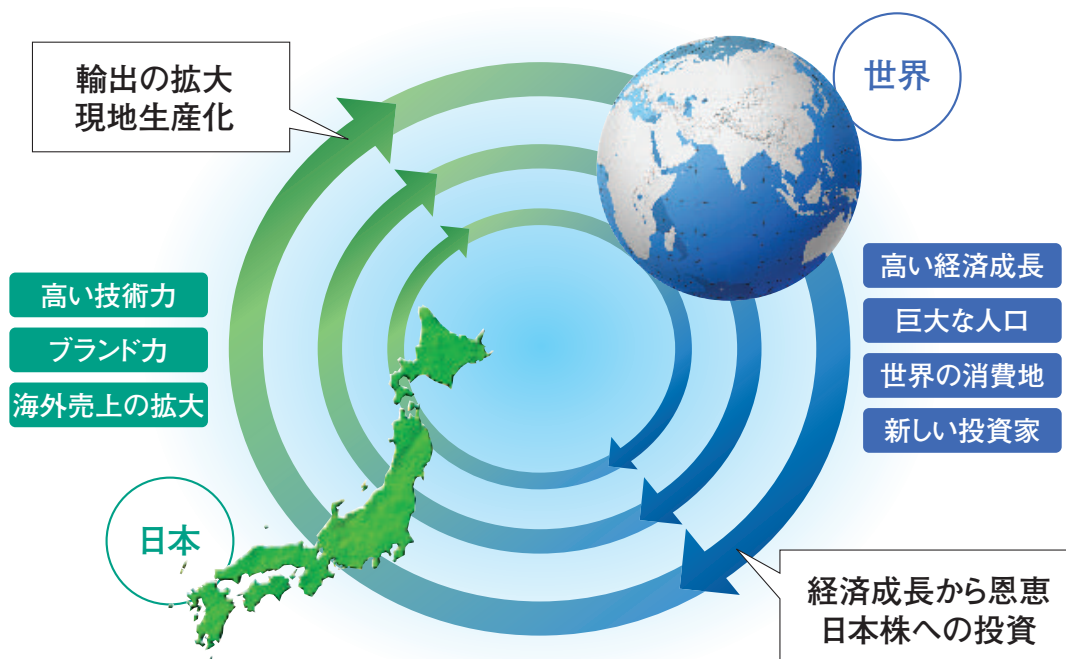 輸出の拡大
現地生産化
世界
高い技術力
ブランド力
海外売上の拡大
高い経済成長
巨大な人口
世界の消費地
新しい投資家
日本
経済成長から恩恵
日本株への投資